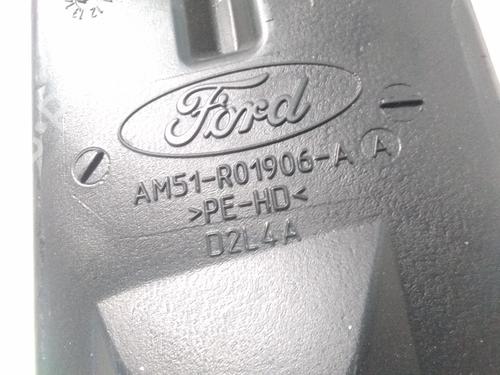 Ford
AM51-R01906-A A
>PE-HD<
D2L4A